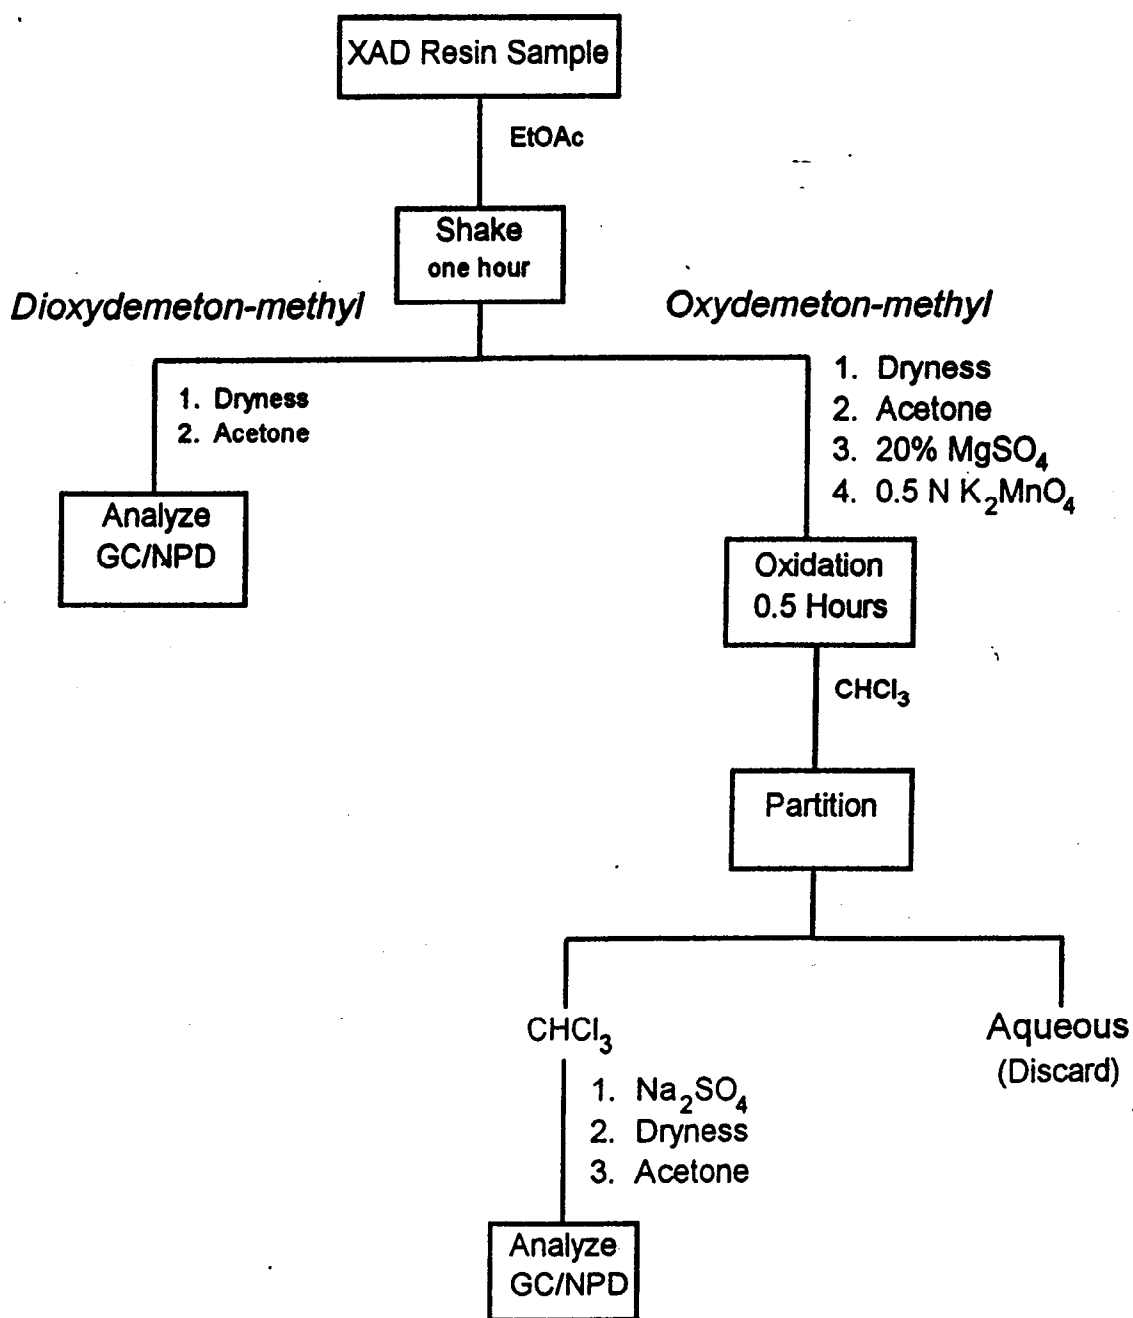 XAD Resin Sample
EtOAc
Shake
one hour
Dioxydemeton-methyl
Oxydemeton-methyl
1. Dryness
2. Acetone
Analyze
GC/NPD
1. Dryness
2. Acetone
3. 20% MgSO₄
4. 0.5 N K₂MnO₄
Oxidation
0.5 Hours
CHCl₃
Partition
CHCl₃
Aqueous
(Discard)
1. Na₂SO₄
2. Dryness
3. Acetone
Analyze
GC/NPD